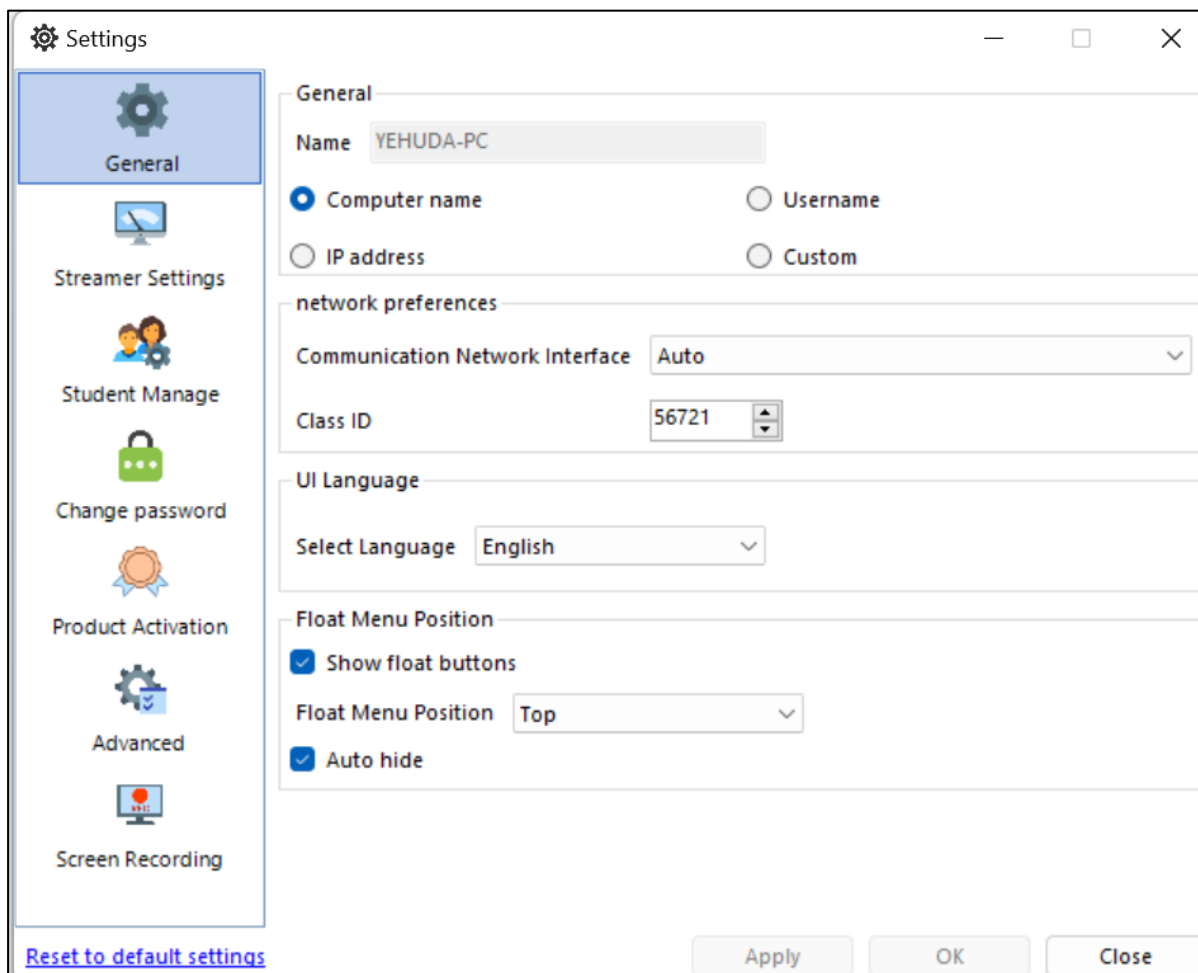 Settings
General
Streamer Settings
Student Manage
Change password
Product Activation
Advanced
Screen Recording
Reset to default settings
General
Name YEHUDA-PC
Computer name Username
IP address Custom
network preferences
Communication Network Interface Auto
Class ID 56721
UI Language
Select Language English
Float Menu Position
Show float buttons
Float Menu Position Top
Auto hide
Apply OK Close